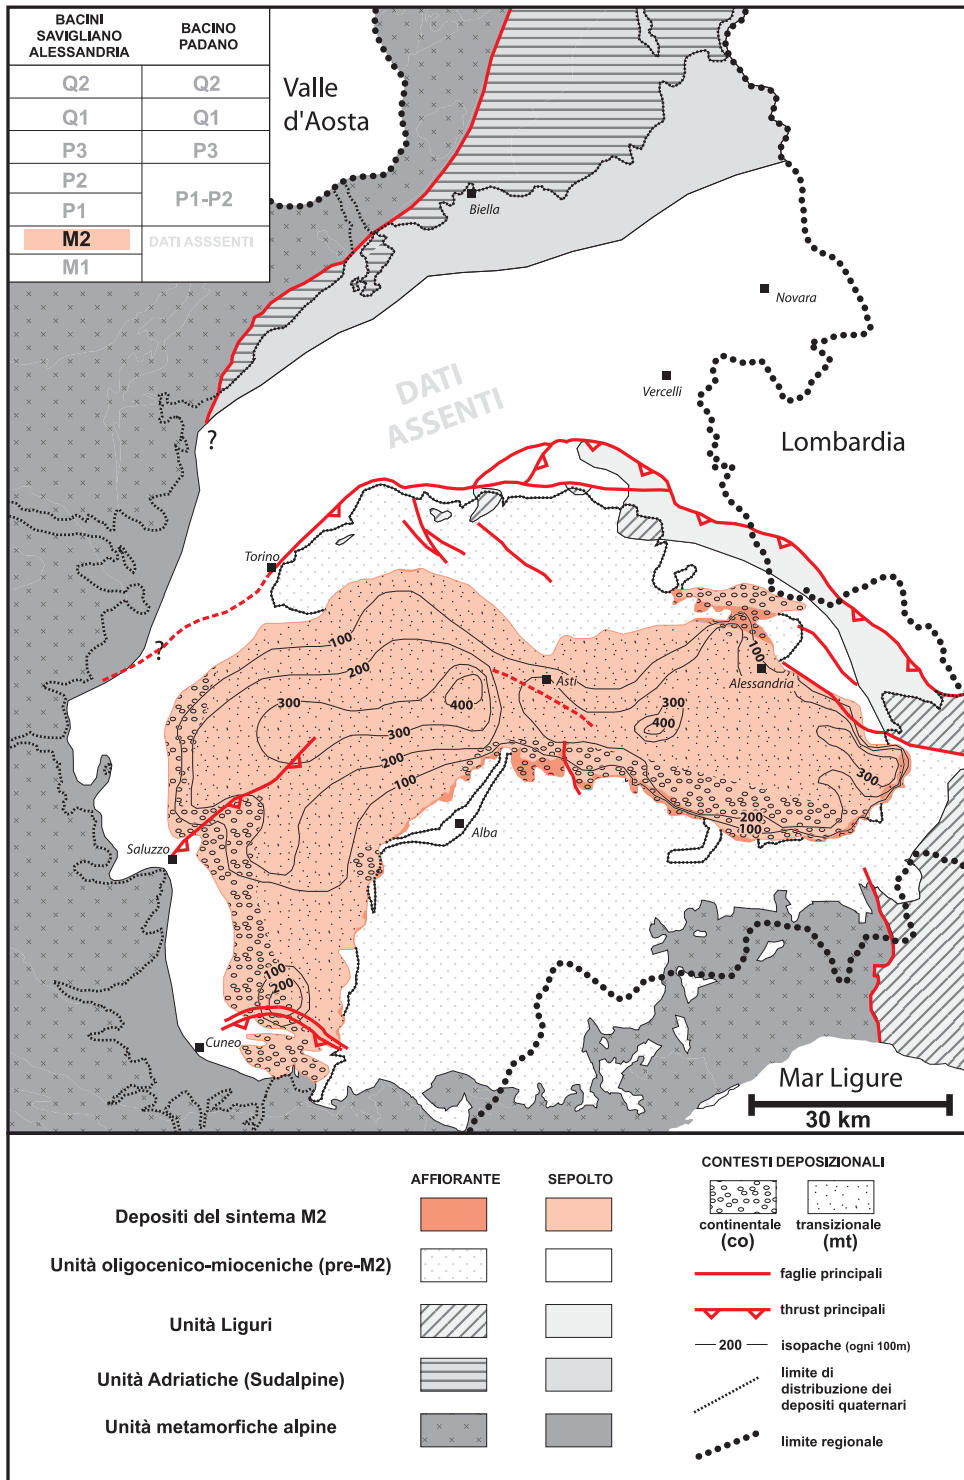 BACINI
SAVIGLIANO
ALESSANDRIA
BACINO
PADANO
Q2
Q2
Q1
Q1
P3
P3
P2
P1
P1-P2
M2
DATI ASSSENTI
M1
Valle
d'Aosta
Biella
Novara
Vercelli
DATI
ASSENTI
Lombardia
?
Torino
?
100
200
300
400
300
200
100
Asti
300
400
100
Alessandria
300
200
100
Alba
Saluzzo
100
200
Cuneo
Mar Ligure
30 km
AFFIORANTE
SEPOLTO
Depositi del sintema M2
Unità oligocenico-mioceniche (pre-M2)
Unità Liguri
Unità Adriatiche (Sudalpine)
Unità metamorfiche alpine
CONTESTI DEPOSIZIONALI
continentale
(co)
transizionale
(mt)
faglie principali
thrust principali
200
isopache (ogni 100m)
limite di
distribuzione dei
depositi quaternari
limite regionale